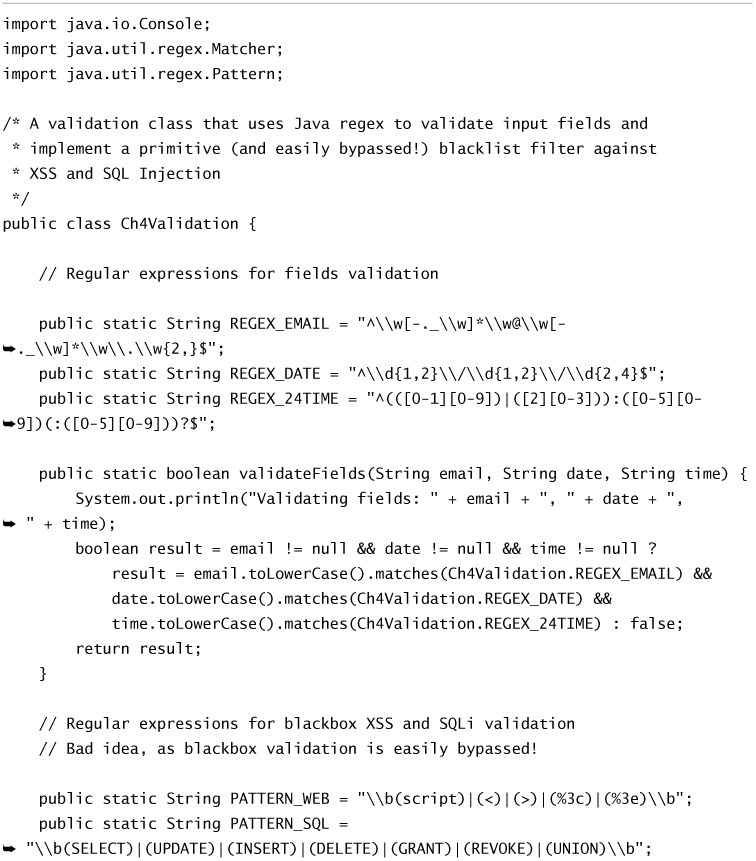 import java.io.Console;
import java.util.regex.Matcher;
import java.util.regex.Pattern;

/* A validation class that uses Java regex to validate input fields and
 * implement a primitive (and easily bypassed!) blacklist filter against
 * XSS and SQL Injection
 */
public class Ch4Validation {

    // Regular expressions for fields validation

    public static String REGEX_EMAIL = "^\\w[-._\\w]*\\w@\\w[-
➥._\\w]*\\w\\.\\w{2,}$";
    public static String REGEX_DATE = "^\\d{1,2}\\/\\d{1,2}\\/\\d{2,4}$";
    public static String REGEX_24TIME = "^(([0-1][0-9])|([2][0-3])):([0-5][0-
➥9])(:([0-5][0-9]))?$";

    public static boolean validateFields(String email, String date, String time) {
        System.out.println("Validating fields: " + email + ", " + date + ",
➥ " + time);
        boolean result = email != null && date != null && time != null ?
            result = email.toLowerCase().matches(Ch4Validation.REGEX_EMAIL) &&
            date.toLowerCase().matches(Ch4Validation.REGEX_DATE) &&
            time.toLowerCase().matches(Ch4Validation.REGEX_24TIME) : false;
        return result;
    }

    // Regular expressions for blackbox XSS and SQLi validation
    // Bad idea, as blackbox validation is easily bypassed!

    public static String PATTERN_WEB = "\\b(script)|(<)|(>)|(%3c)|(%3e)\\b";
    public static String PATTERN_SQL =
➥ "\\b(SELECT)|(UPDATE)|(INSERT)|(DELETE)|(GRANT)|(REVOKE)|(UNION)\\b";